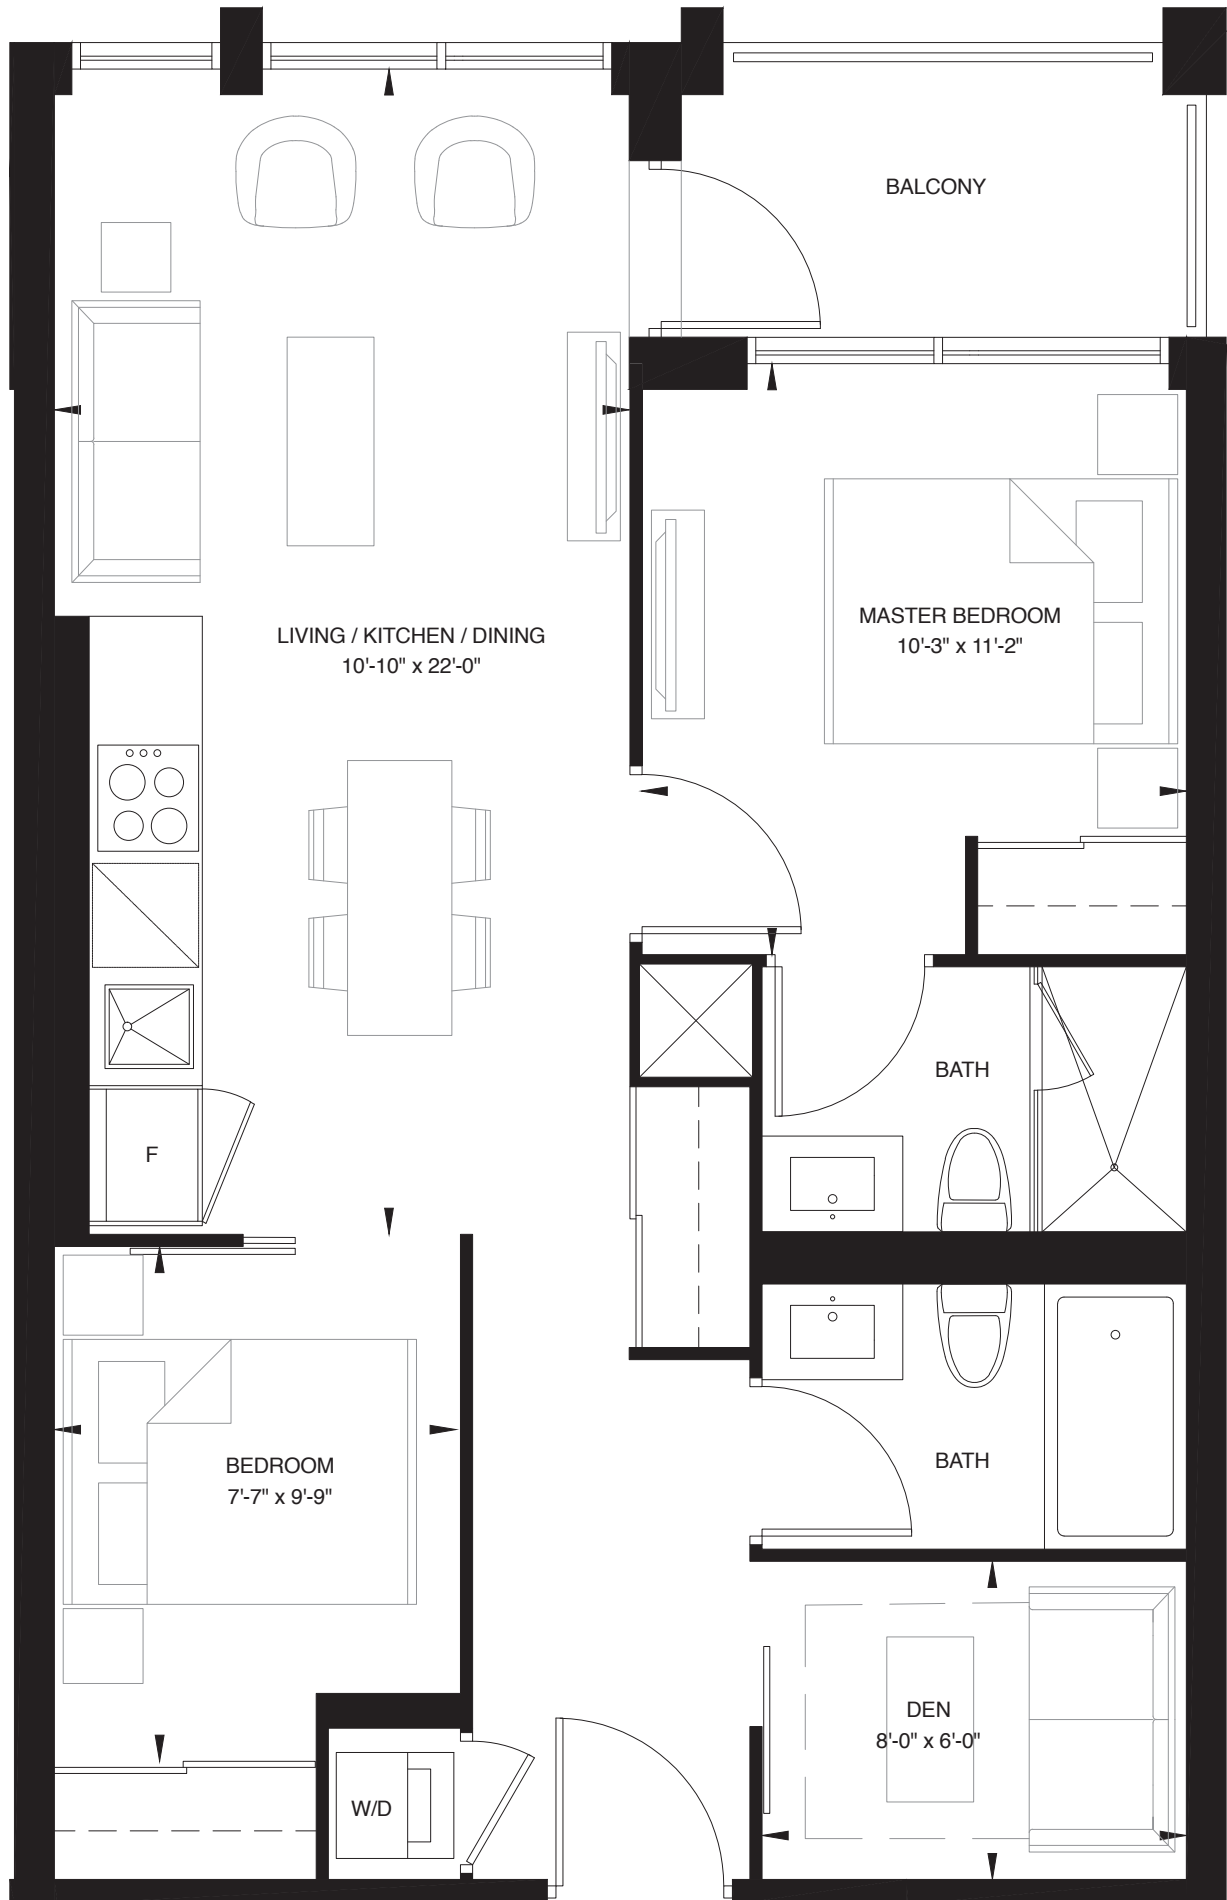 BALCONY
LIVING / KITCHEN / DINING
10'-10" x 22'-0"
MASTER BEDROOM
10'-3" x 11'-2"
BATH
F
BEDROOM
7'-7" x 9'-9"
BATH
DEN
8'-0" x 6'-0"
W/D